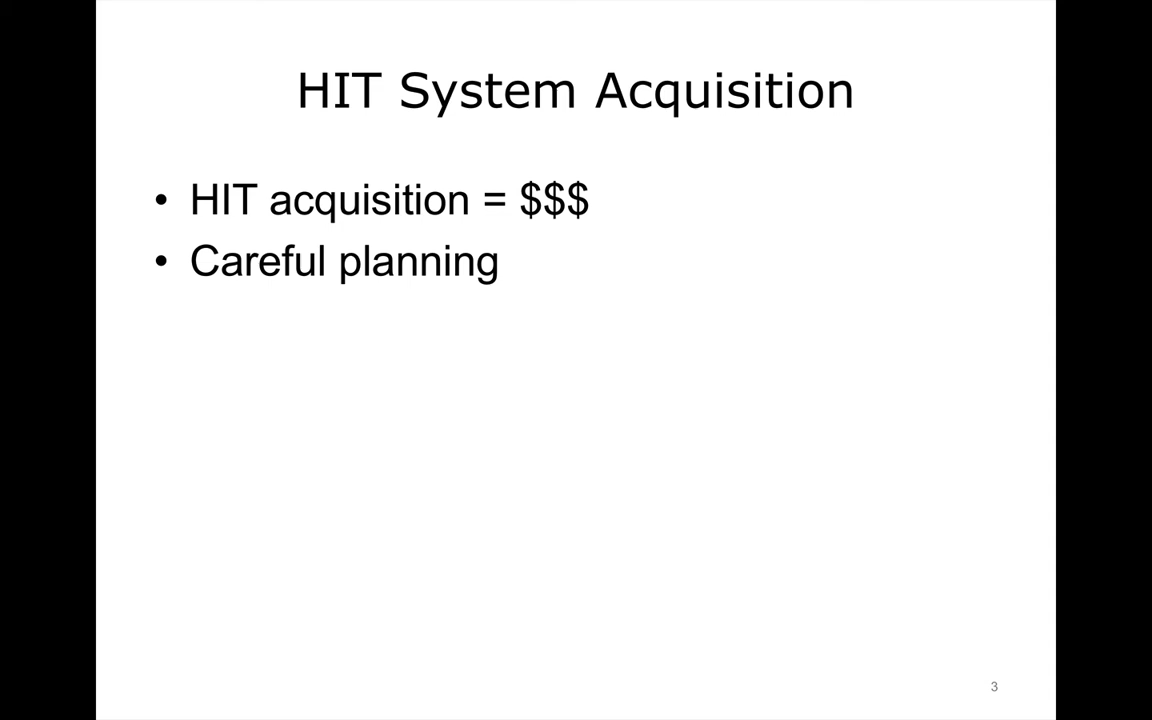 HIT System Acquisition
• HIT acquisition = $$$
• Careful planning
3